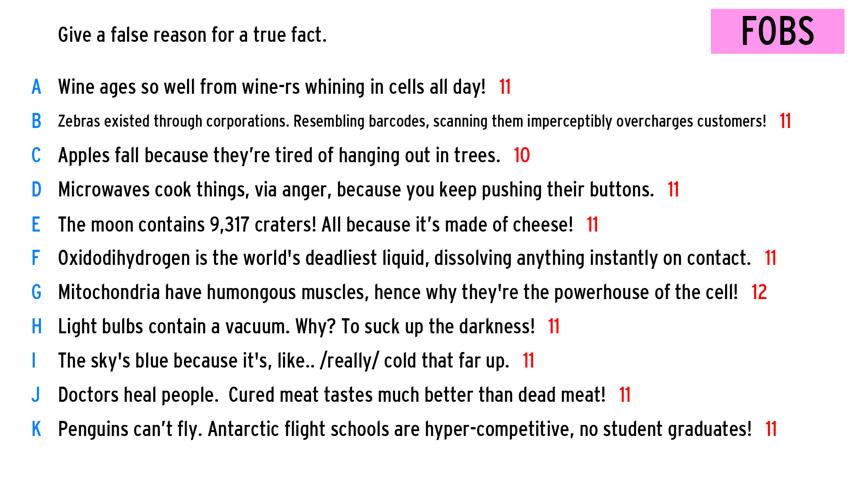 Give a false reason for a true fact.
FOBS
A Wine ages so well from wine-rs whining in cells all day! 11
B Zebras existed through corporations. Resembling barcodes, scanning them imperceptibly overcharges customers! 11
C Apples fall because they're tired of hanging out in trees. 10
D Microwaves cook things, via anger, because you keep pushing their buttons. 11
E The moon contains 9,317 craters! All because it's made of cheese! 11
F Oxidodihydrogen is the world's deadliest liquid, dissolving anything instantly on contact. 11
G Mitochondria have humongous muscles, hence why they're the powerhouse of the cell! 12
H Light bulbs contain a vacuum. Why? To suck up the darkness! 11
I The sky's blue because it's, like.. /really/ cold that far up. 11
J Doctors heal people.  Cured meat tastes much better than dead meat! 11
K Penguins can't fly. Antarctic flight schools are hyper-competitive, no student graduates! 11